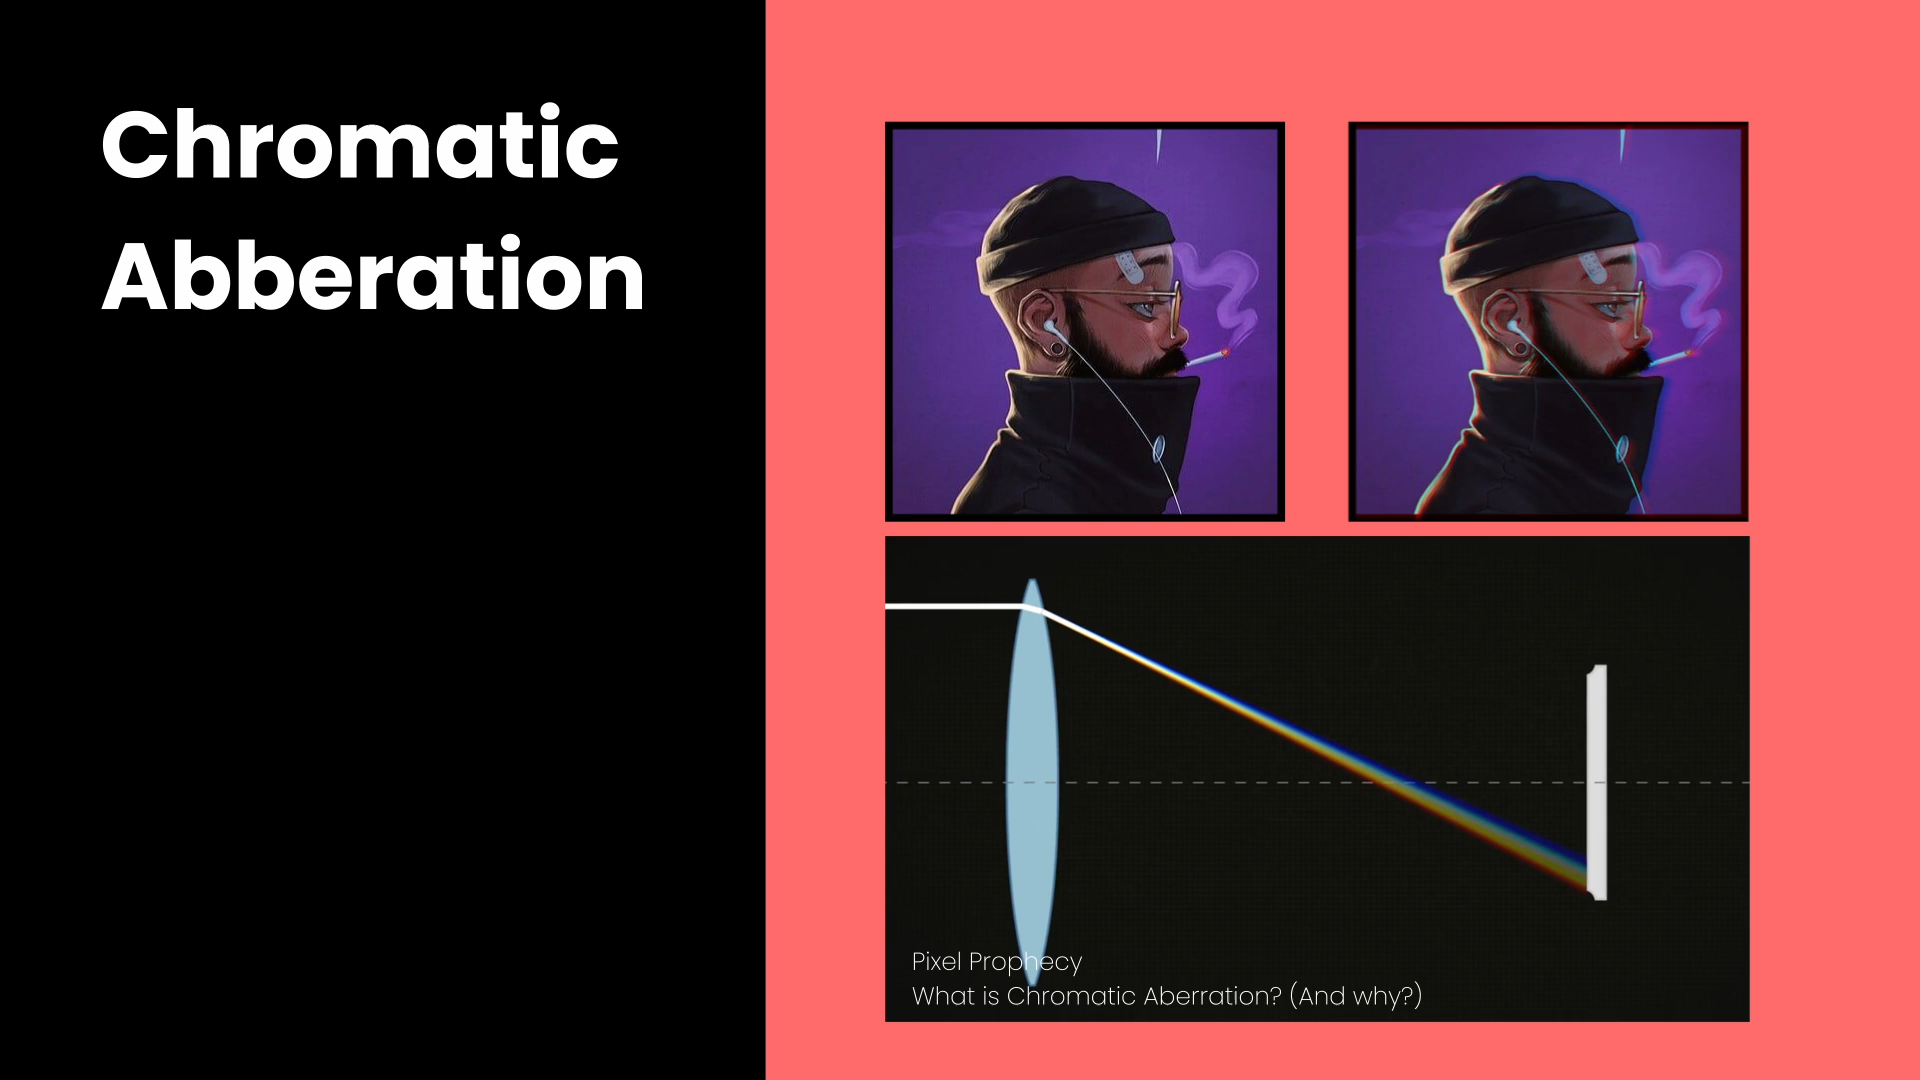 Chromatic
Abberation
Pixel Prophecy
What is Chromatic Aberration? (And why?)